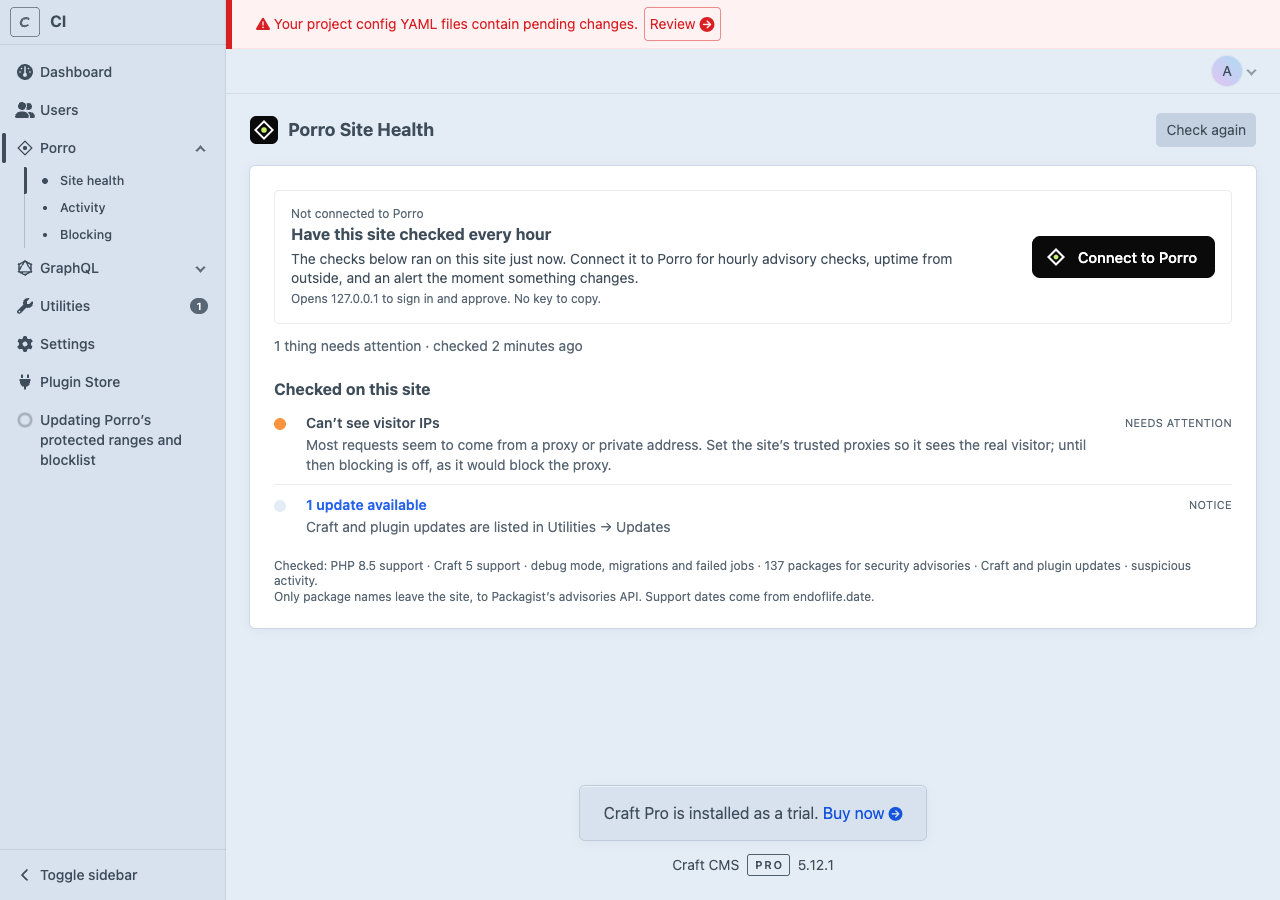 C CI
Your project config YAML files contain pending changes. Review
A
Dashboard
Users
Porro
Site health
Activity
Blocking
GraphQL
Utilities 1
Settings
Plugin Store
Updating Porro’s
protected ranges and
blocklist
Toggle sidebar
Porro Site Health
Check again
Not connected to Porro
Have this site checked every hour
The checks below ran on this site just now. Connect it to Porro for hourly advisory checks, uptime from
outside, and an alert the moment something changes.
Opens 127.0.0.1 to sign in and approve. No key to copy.
Connect to Porro
1 thing needs attention · checked 2 minutes ago
Checked on this site
Can’t see visitor IPs
NEEDS ATTENTION
Most requests seem to come from a proxy or private address. Set the site’s trusted proxies so it sees the real visitor; until
then blocking is off, as it would block the proxy.
1 update available
NOTICE
Craft and plugin updates are listed in Utilities → Updates
Checked: PHP 8.5 support · Craft 5 support · debug mode, migrations and failed jobs · 137 packages for security advisories · Craft and plugin updates · suspicious
activity.
Only package names leave the site, to Packagist’s advisories API. Support dates come from endoflife.date.
Craft Pro is installed as a trial. Buy now
Craft CMS PRO 5.12.1